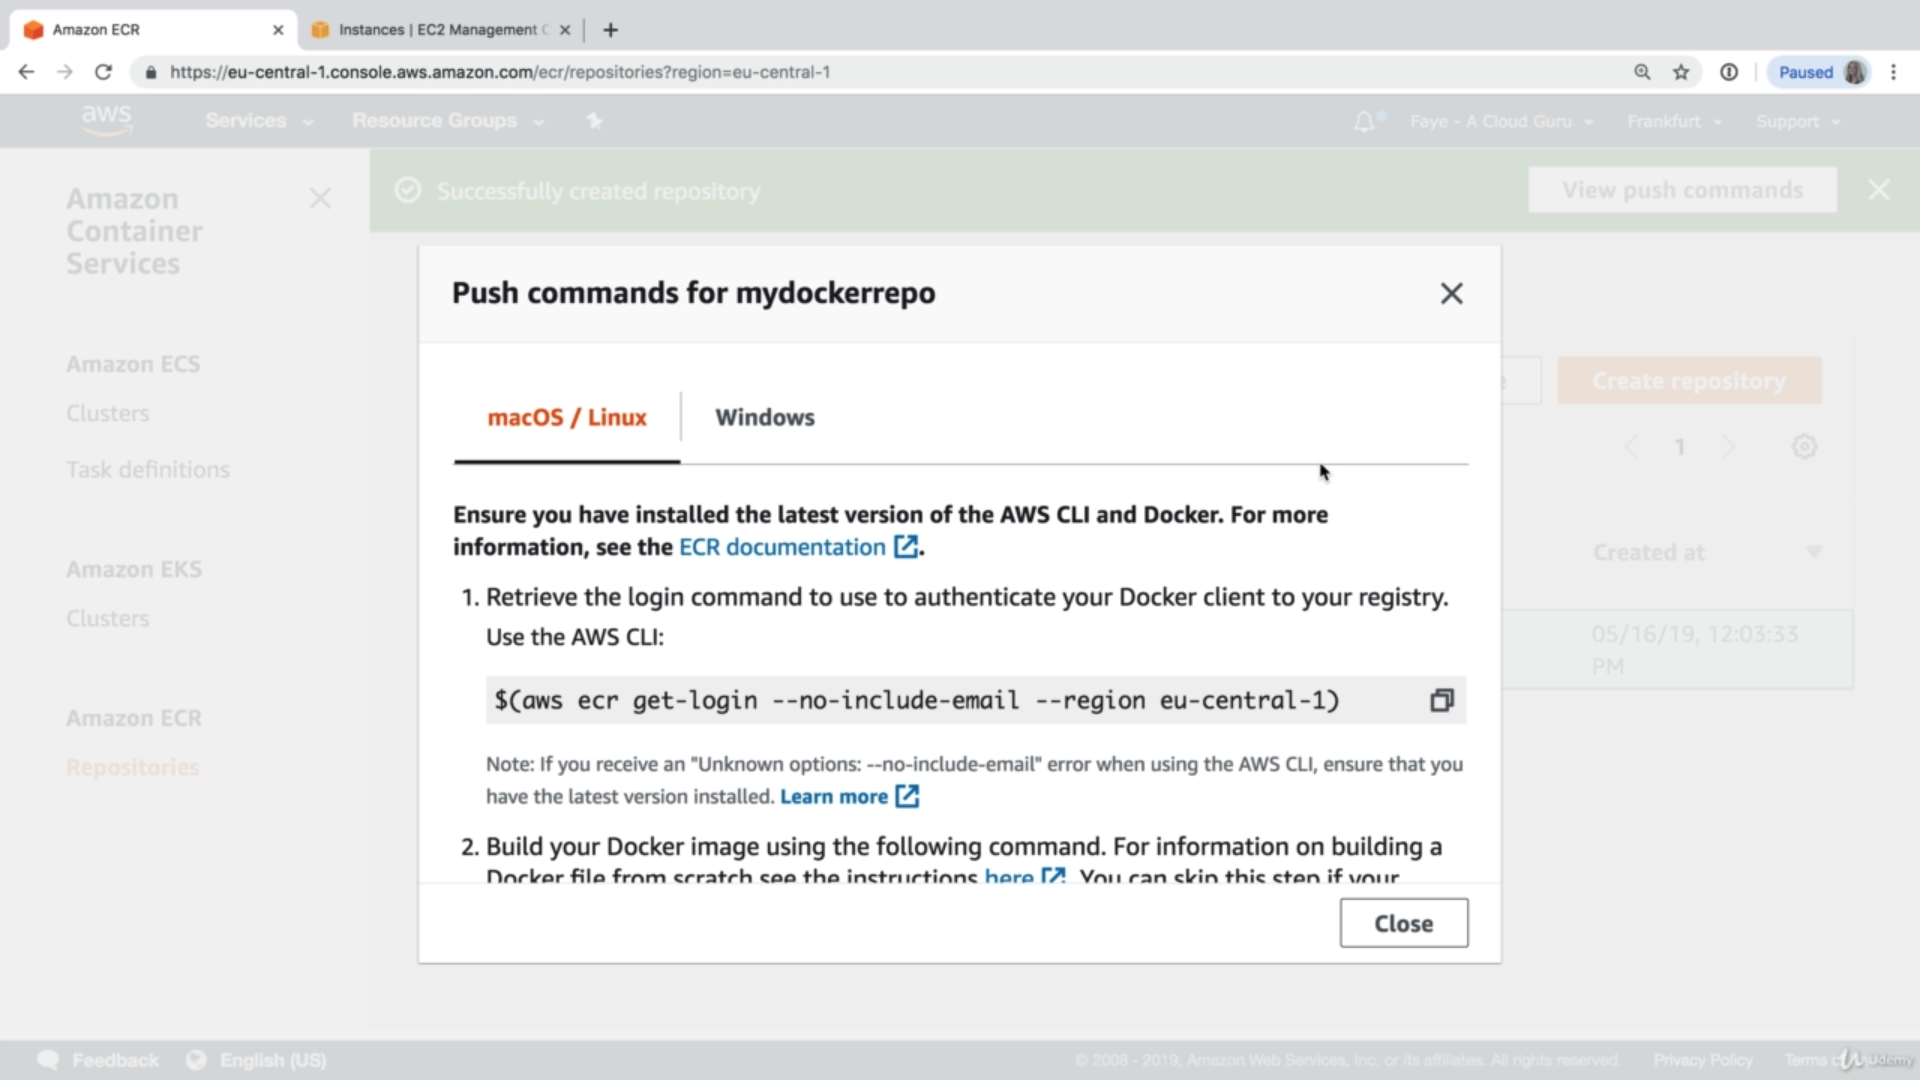 Amazon ECR
Instances | EC2 Management C
https://eu-central-1.console.aws.amazon.com/ecr/repositories?region=eu-central-1
Paused
aws
Services
Resource Groups
Faye - A Cloud Guru
Frankfurt
Support
Amazon
Container
Services
Successfully created repository
View push commands
Push commands for mydockerrepo
Amazon ECS
Clusters
Task definitions
Amazon EKS
Clusters
Amazon ECR
Repositories
e
Create repository
1
Created at
05/16/19, 12:03:33
PM
macOS / Linux
Windows
Ensure you have installed the latest version of the AWS CLI and Docker. For more
information, see the ECR documentation .
1. Retrieve the login command to use to authenticate your Docker client to your registry.
Use the AWS CLI:
$(aws ecr get-login --no-include-email --region eu-central-1)
Note: If you receive an "Unknown options: --no-include-email" error when using the AWS CLI, ensure that you
have the latest version installed. Learn more
2. Build your Docker image using the following command. For information on building a
Docker file from scratch see the instructions here . You can skip this step if your
Close
Feedback
English (US)
© 2008 - 2019, Amazon Web Services, Inc. or its affiliates. All rights reserved.
Privacy Policy
Terms
Udemy